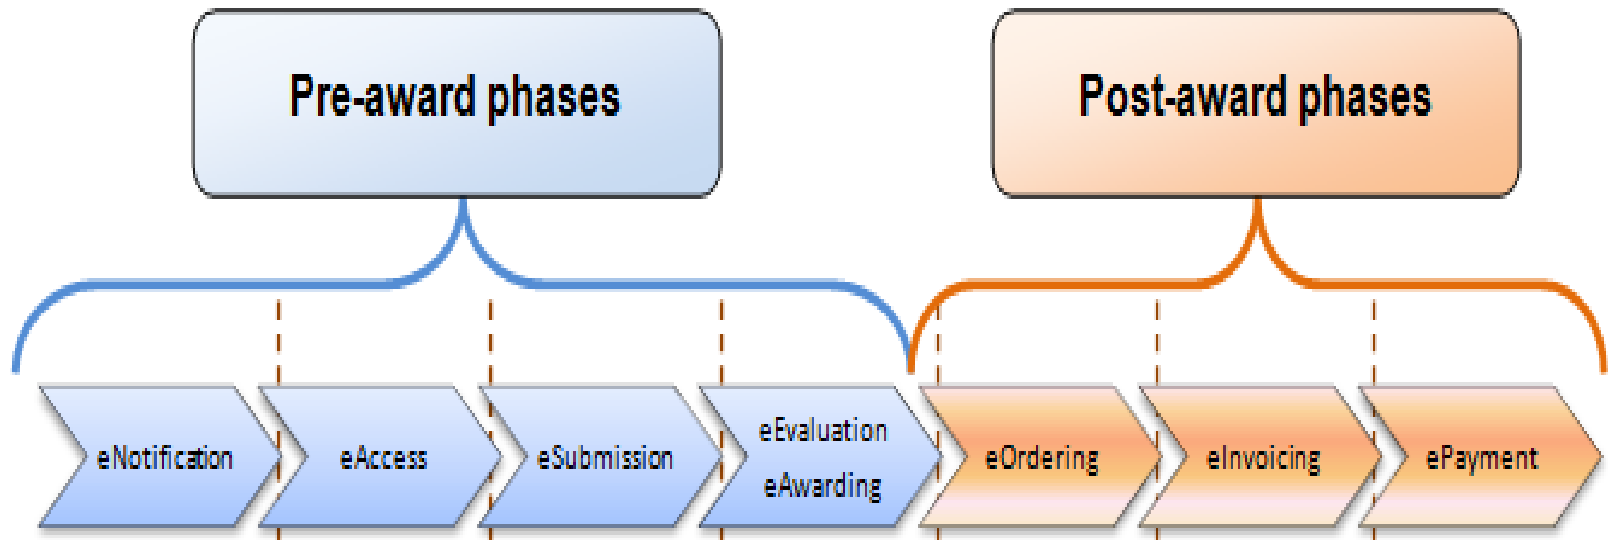 Pre-award phases
Post-award phases
eNotification
eAccess
eSubmission
eEvaluation
eAwarding
eOrdering
eInvoicing
ePayment